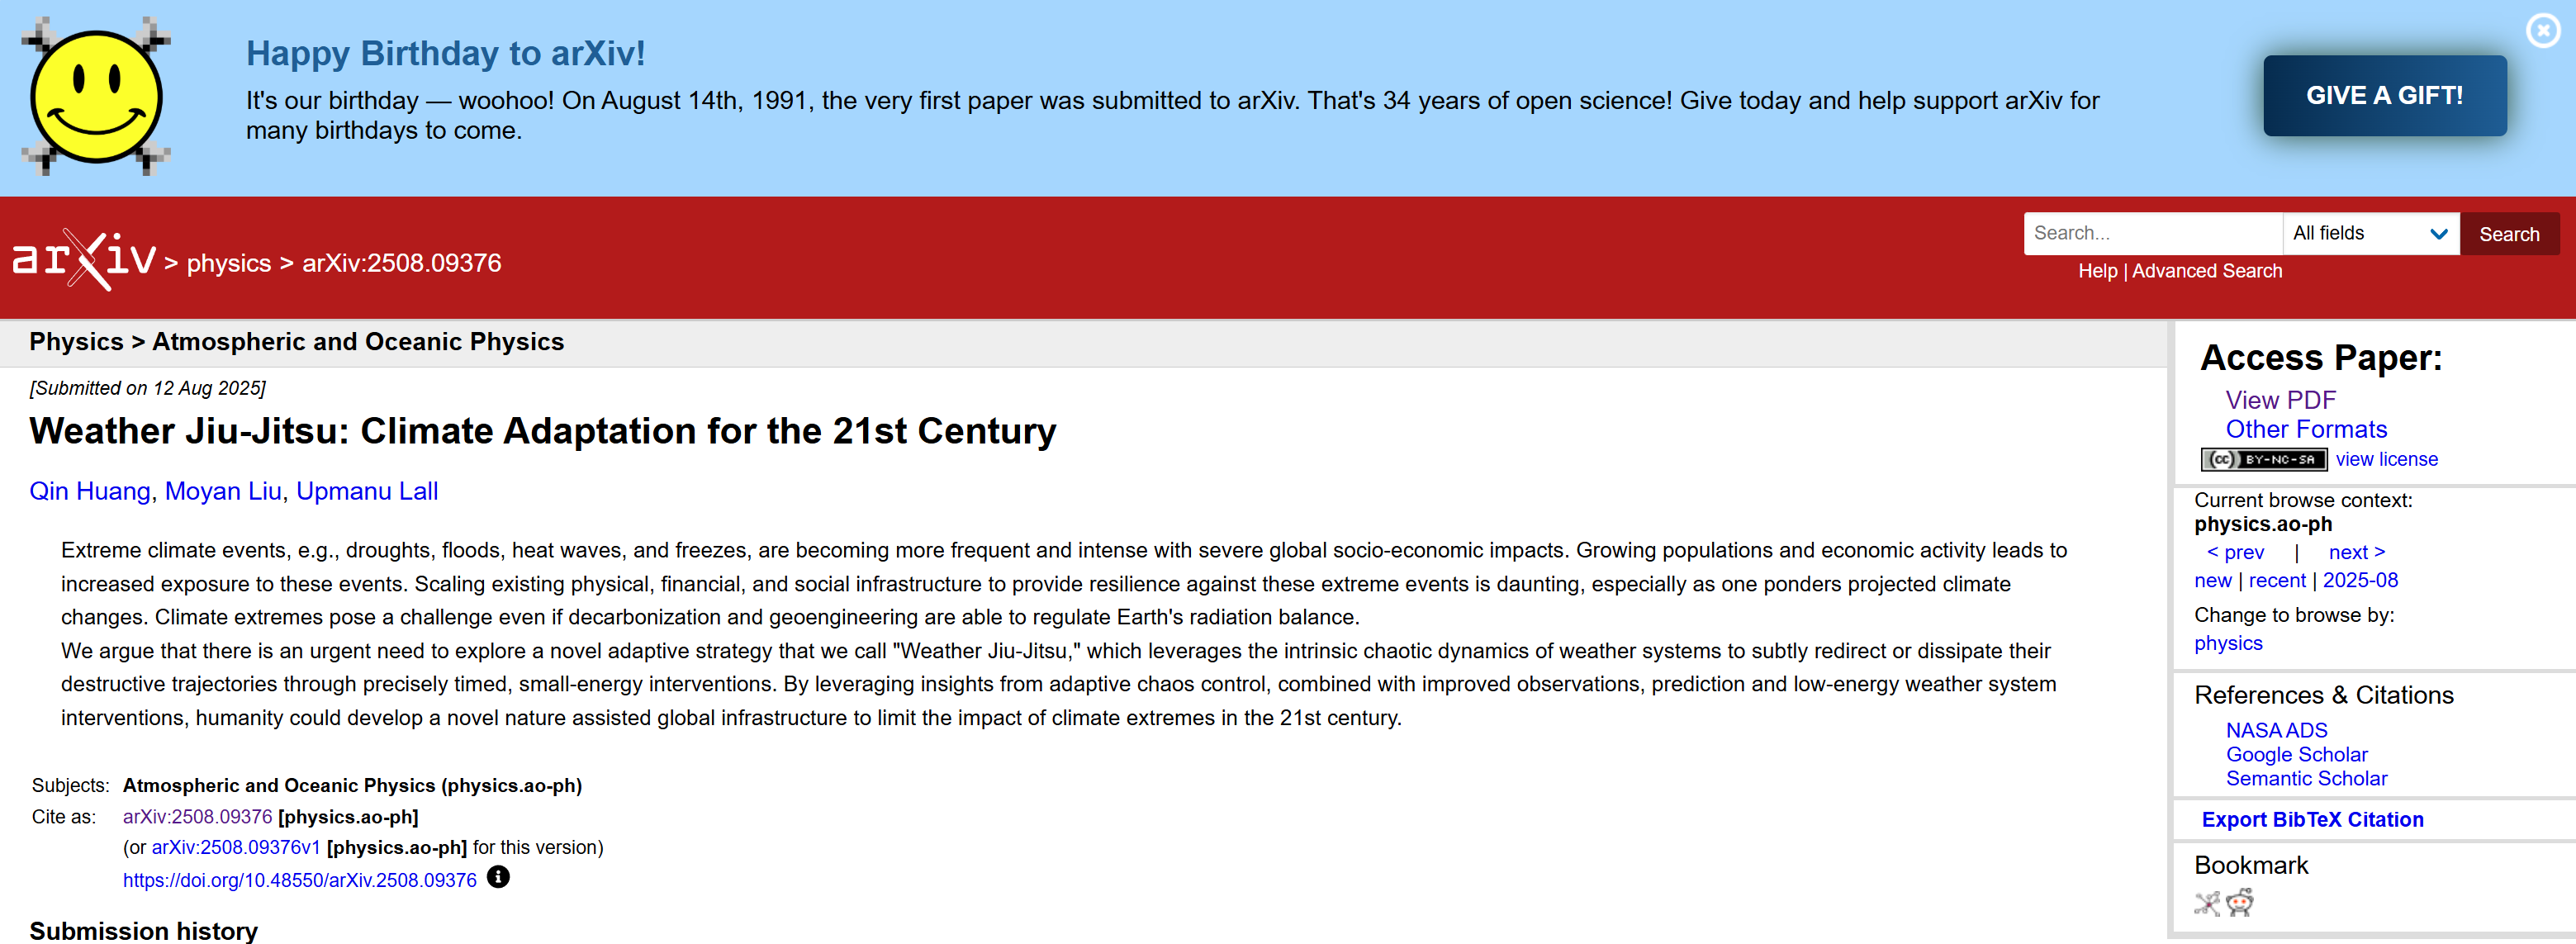 Happy Birthday to arXiv!
It's our birthday — woohoo! On August 14th, 1991, the very first paper was submitted to arXiv. That's 34 years of open science! Give today and help support arXiv for
many birthdays to come.
GIVE A GIFT!
arXiv > physics > arXiv:2508.09376
Search...
All fields
Search
Help | Advanced Search
Physics > Atmospheric and Oceanic Physics
[Submitted on 12 Aug 2025]
Weather Jiu-Jitsu: Climate Adaptation for the 21st Century
Qin Huang, Moyan Liu, Upmanu Lall
Extreme climate events, e.g., droughts, floods, heat waves, and freezes, are becoming more frequent and intense with severe global socio-economic impacts. Growing populations and economic activity leads to
increased exposure to these events. Scaling existing physical, financial, and social infrastructure to provide resilience against these extreme events is daunting, especially as one ponders projected climate
changes. Climate extremes pose a challenge even if decarbonization and geoengineering are able to regulate Earth's radiation balance.
We argue that there is an urgent need to explore a novel adaptive strategy that we call "Weather Jiu-Jitsu," which leverages the intrinsic chaotic dynamics of weather systems to subtly redirect or dissipate their
destructive trajectories through precisely timed, small-energy interventions. By leveraging insights from adaptive chaos control, combined with improved observations, prediction and low-energy weather system
interventions, humanity could develop a novel nature assisted global infrastructure to limit the impact of climate extremes in the 21st century.
Subjects: Atmospheric and Oceanic Physics (physics.ao-ph)
Cite as: arXiv:2508.09376 [physics.ao-ph]
(or arXiv:2508.09376v1 [physics.ao-ph] for this version)
https://doi.org/10.48550/arXiv.2508.09376
Submission history
Access Paper:
View PDF
Other Formats
(cc) BY-NC-SA view license
Current browse context:
physics.ao-ph
< prev | next >
new | recent | 2025-08
Change to browse by:
physics
References & Citations
NASA ADS
Google Scholar
Semantic Scholar
Export BibTeX Citation
Bookmark